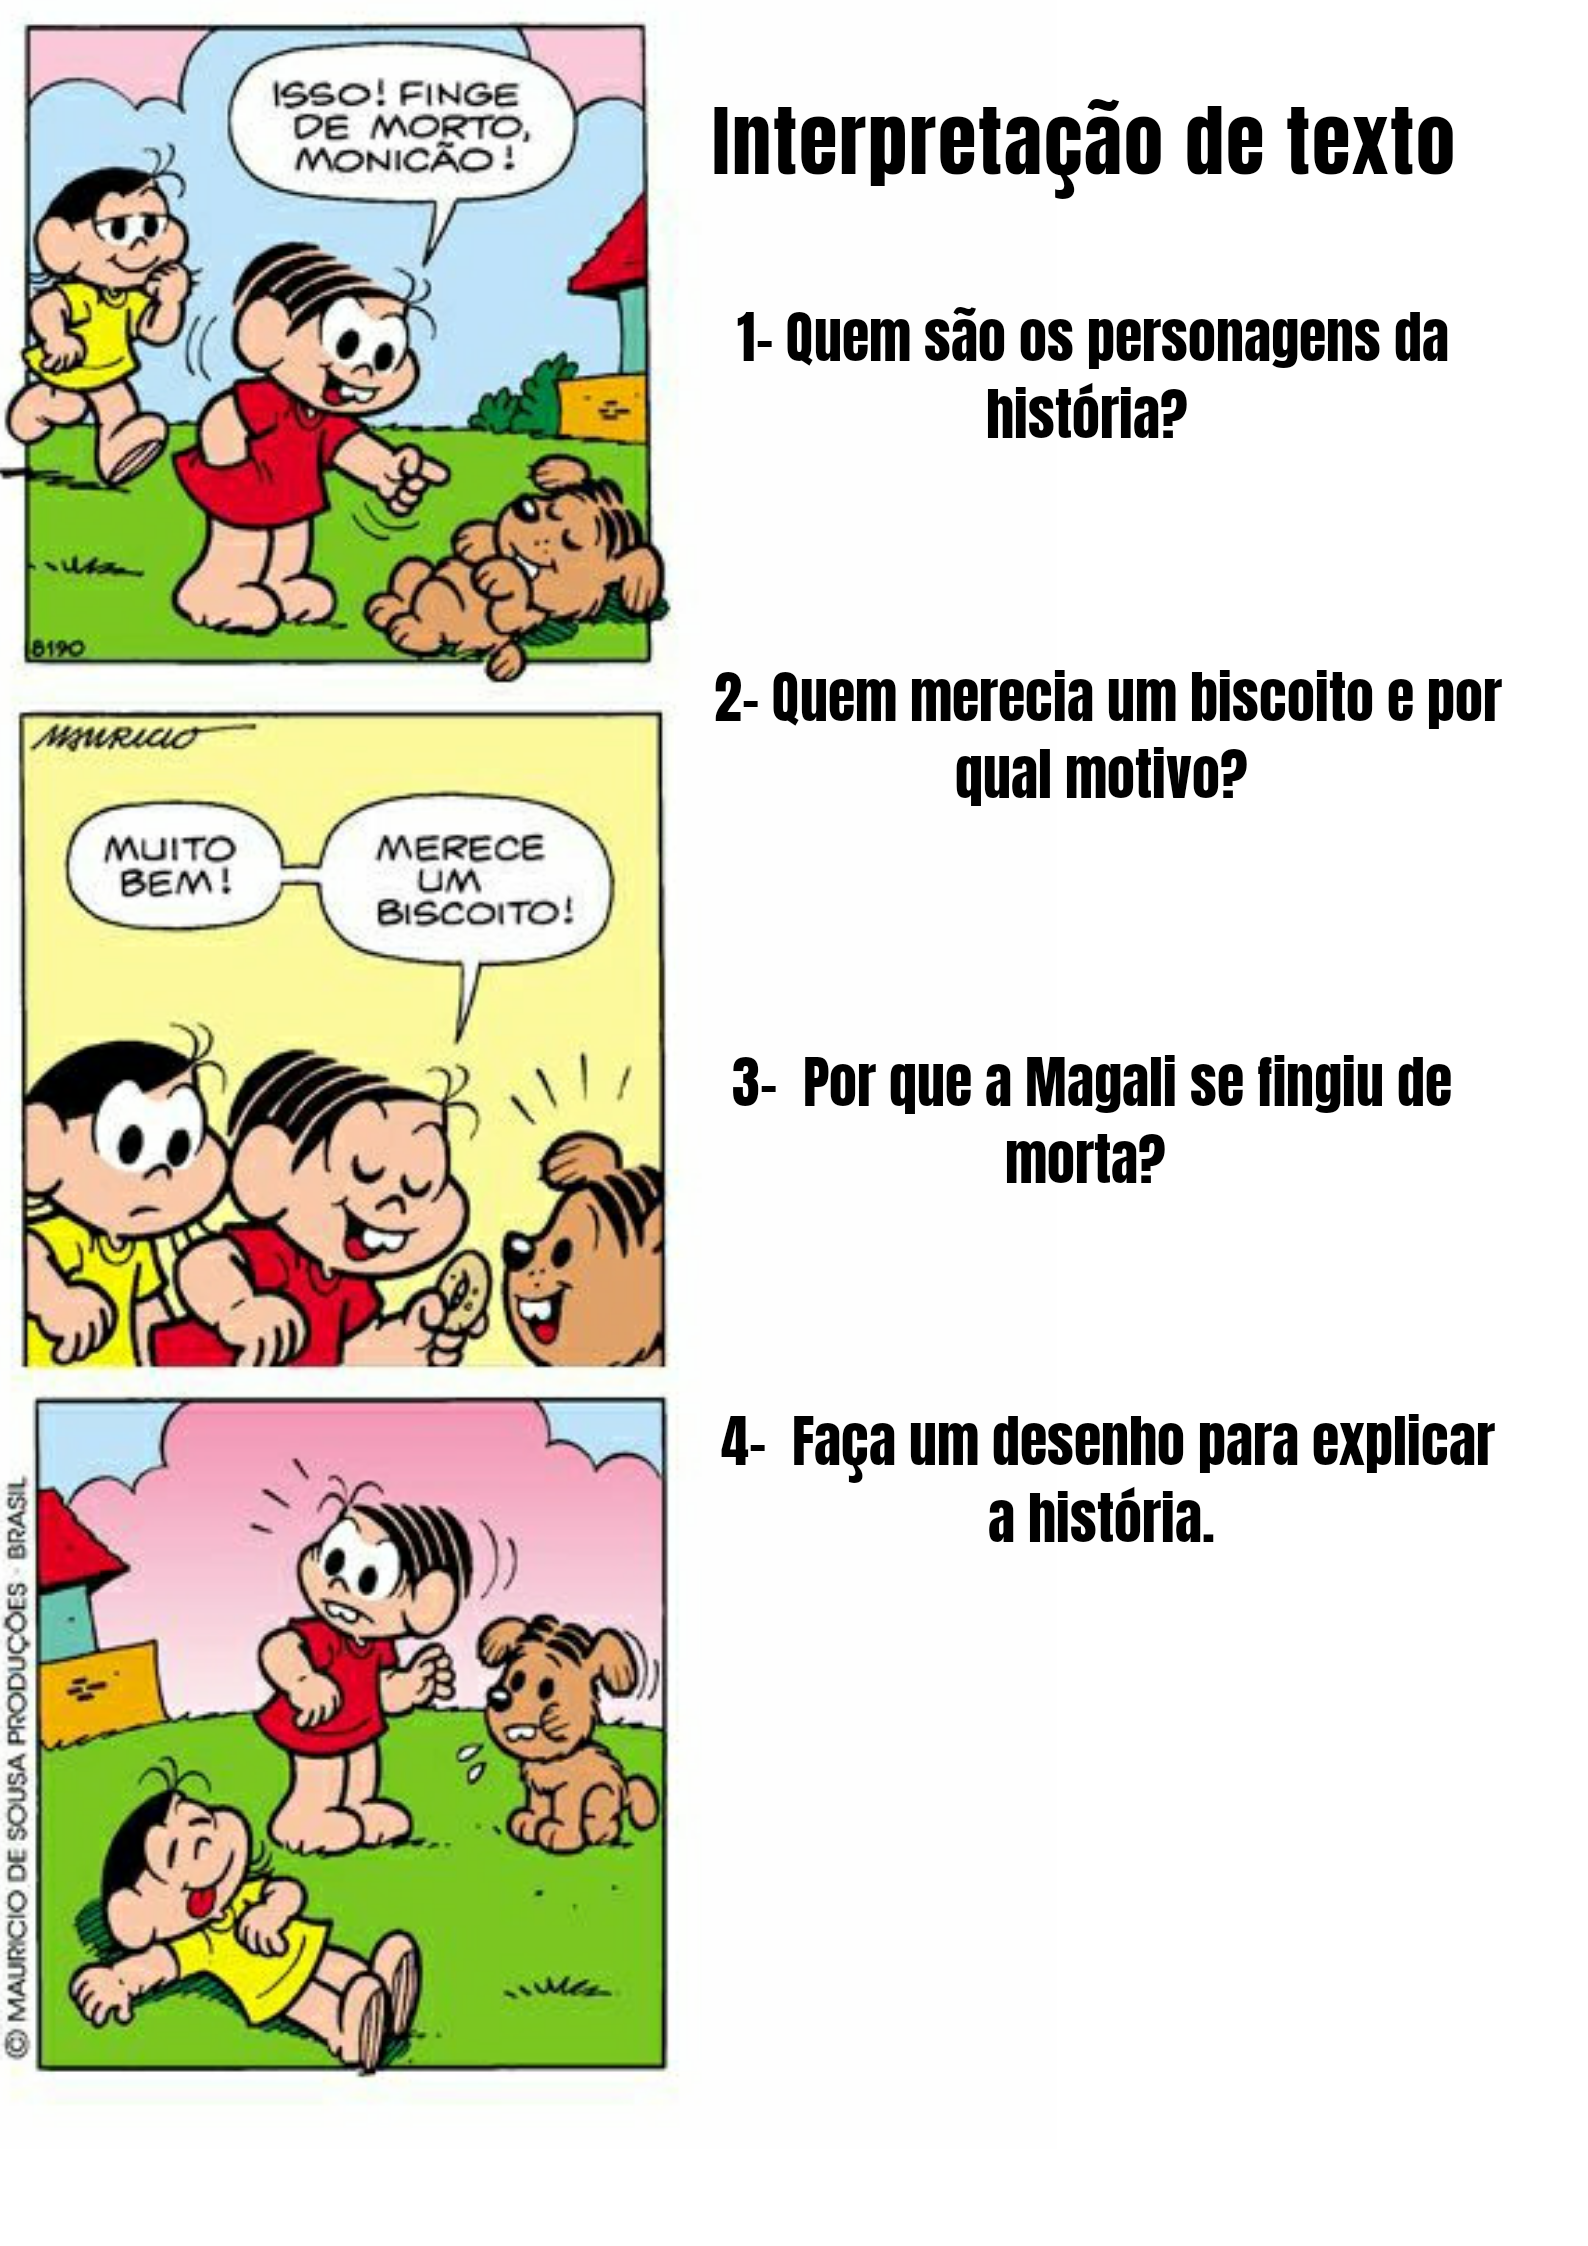 ISSO! FINGE
DE MORTO,
MONICÃO!
8190
MAURICIO
MUITO
BEM!
MERECE
UM
BISCOITO!
© MAURICIO DE SOUSA PRODUÇÕES - BRASIL
Interpretação de texto
1- Quem são os personagens da
história?
2- Quem merecia um biscoito e por
qual motivo?
3- Por que a Magali se fingiu de
morta?
4- Faça um desenho para explicar
a história.